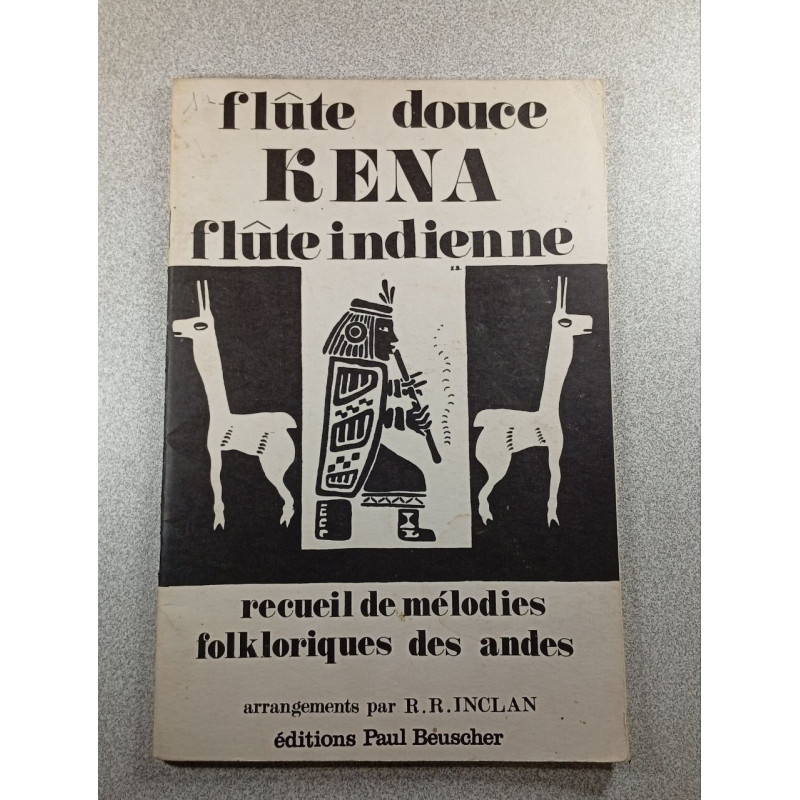 flûte douce
KENA
flûte indienne
recueil de mélodies
folkloriques des andes
arrangements par R.R.INCLAN
éditions Paul Beuscher